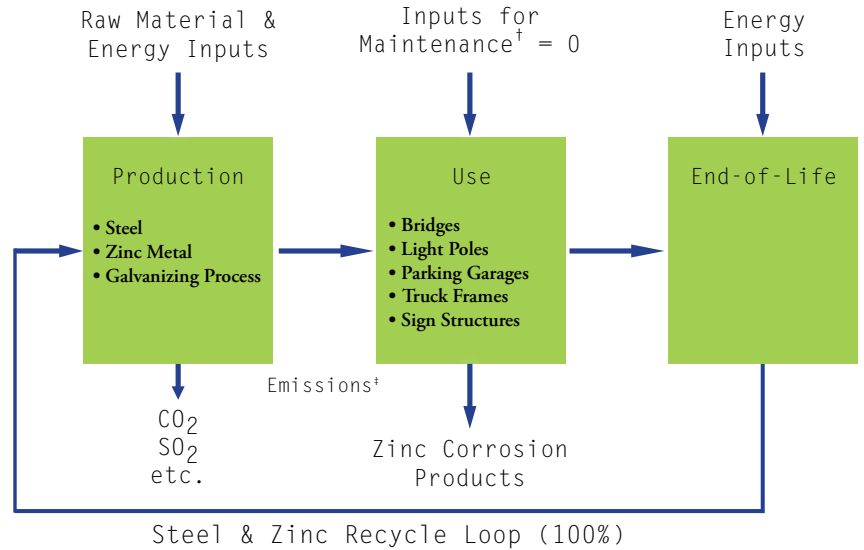 Raw Material &
Energy Inputs
Inputs for
Maintenance† = 0
Energy
Inputs
Production
• Steel
• Zinc Metal
• Galvanizing Process
Use
• Bridges
• Light Poles
• Parking Garages
• Truck Frames
• Sign Structures
End-of-Life
Emissions‡
CO2
SO2
etc.
Zinc Corrosion
Products
Steel & Zinc Recycle Loop (100%)